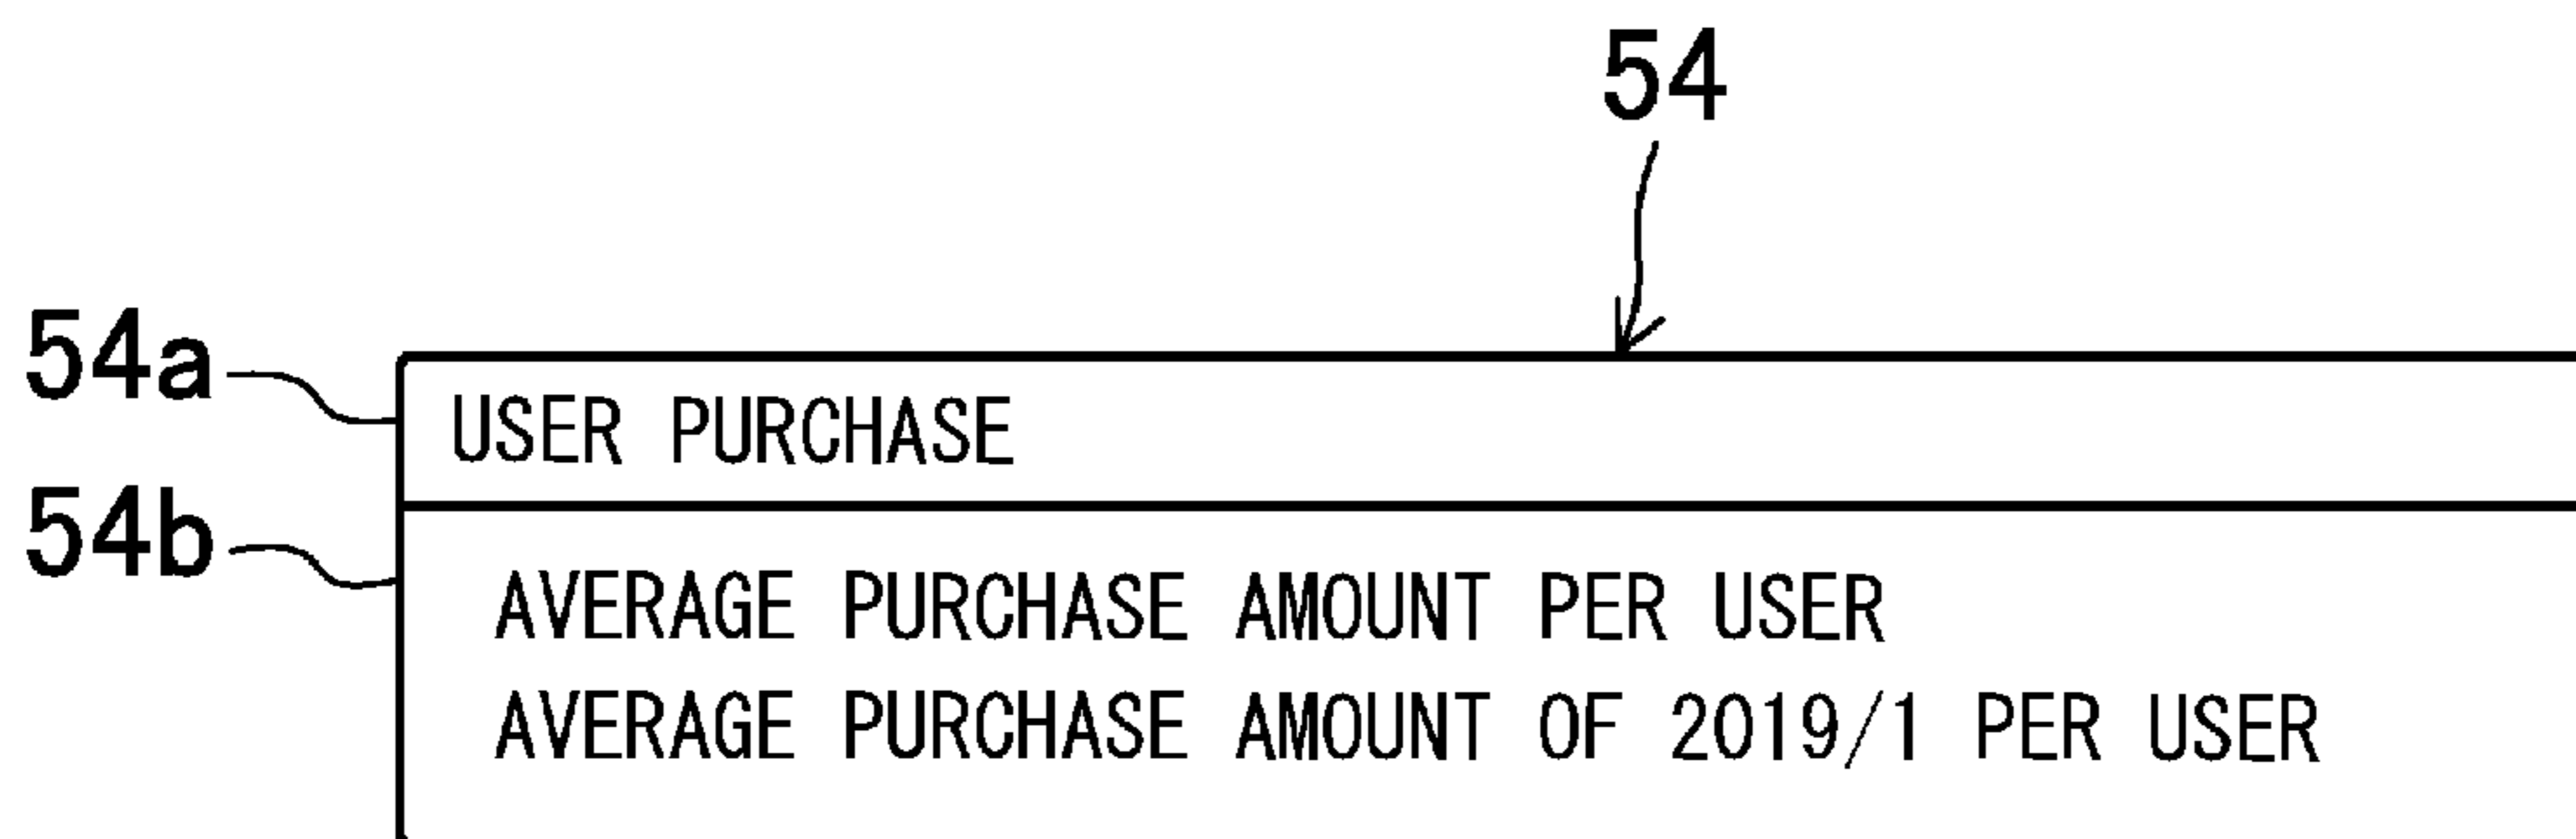 54
54a
USER PURCHASE
54b
AVERAGE PURCHASE AMOUNT PER USER
AVERAGE PURCHASE AMOUNT OF 2019/1 PER USER